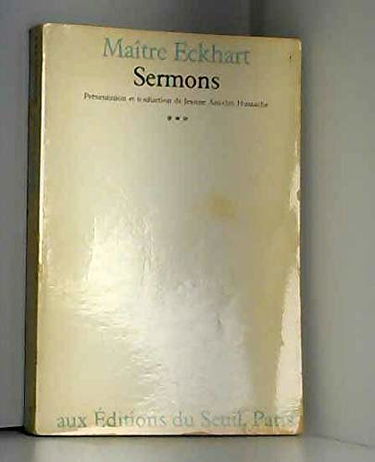 Maître Eckhart
Sermons
Présentation et traduction de Jeanne Ancelet-Hustache
***
aux Éditions du Seuil, Paris